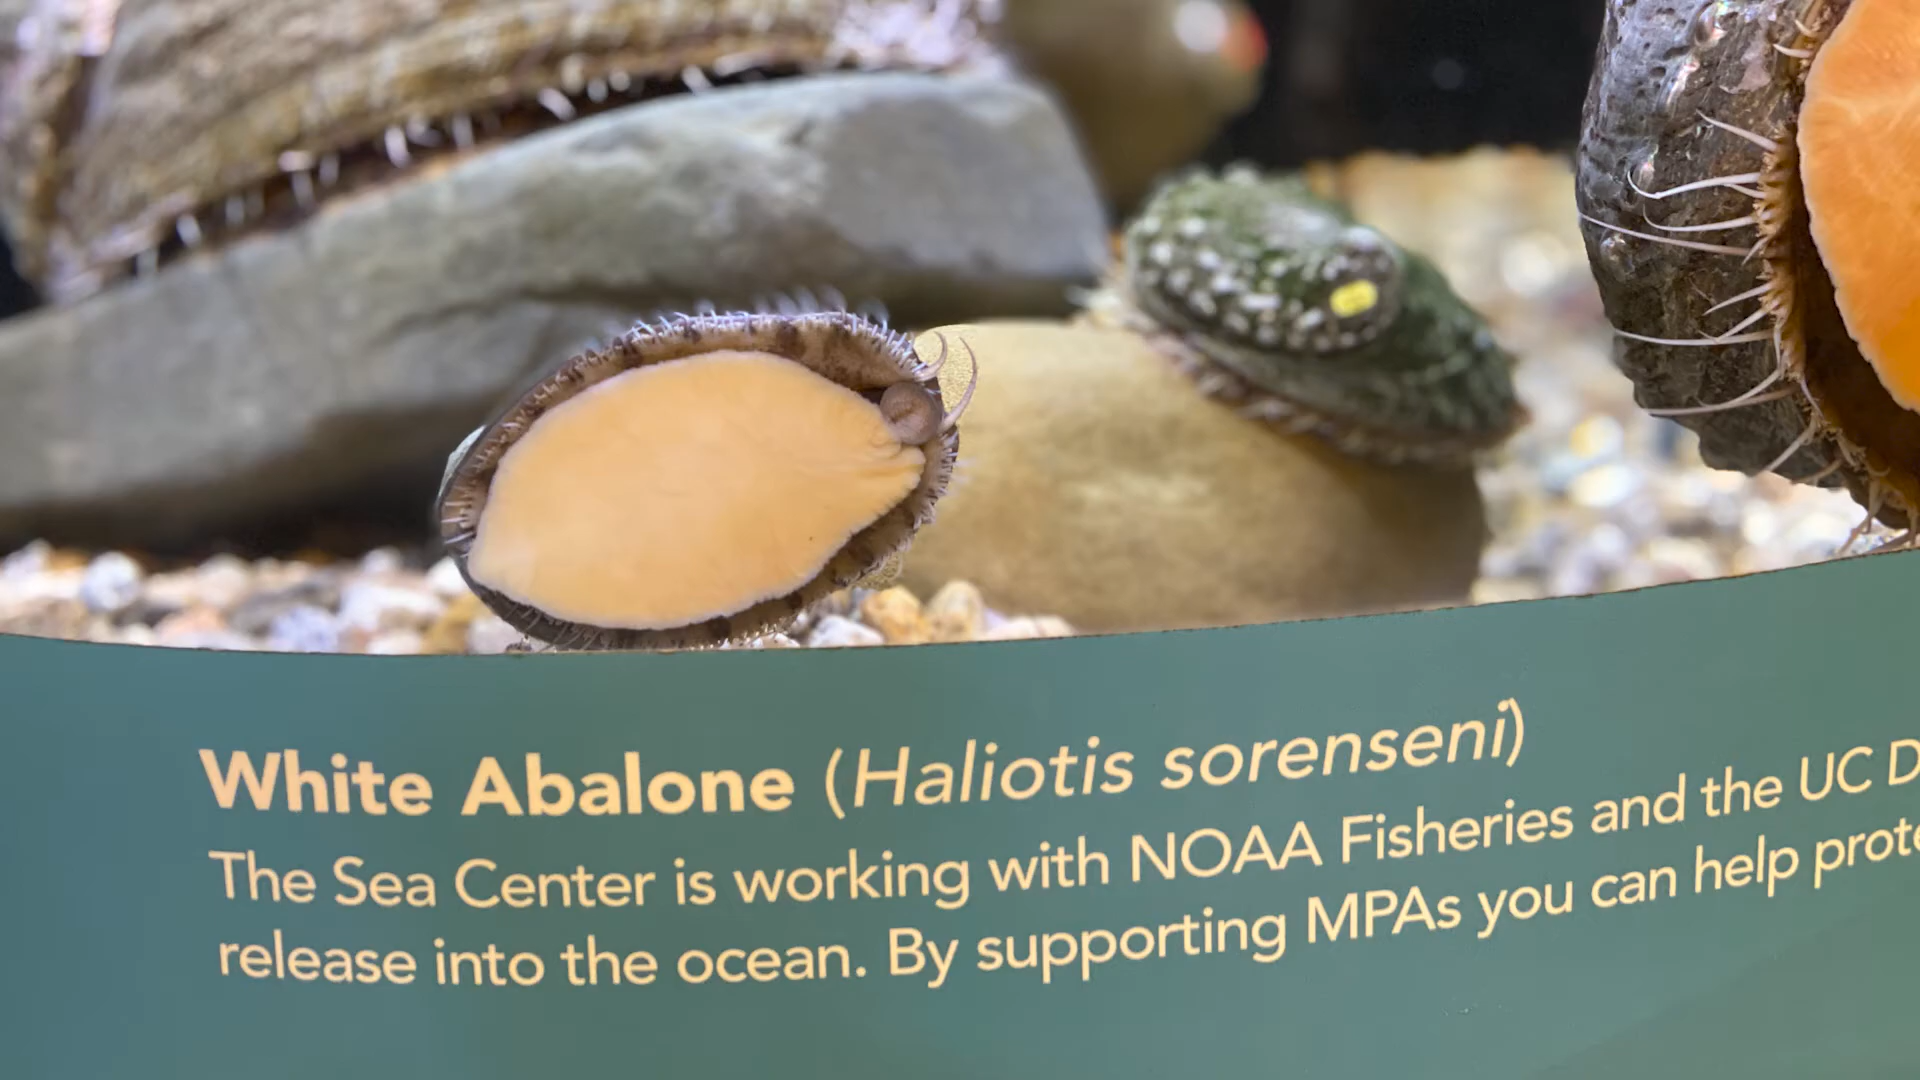 White Abalone (Haliotis sorenseni)
The Sea Center is working with NOAA Fisheries and the UC
release into the ocean. By supporting MPAs you can help